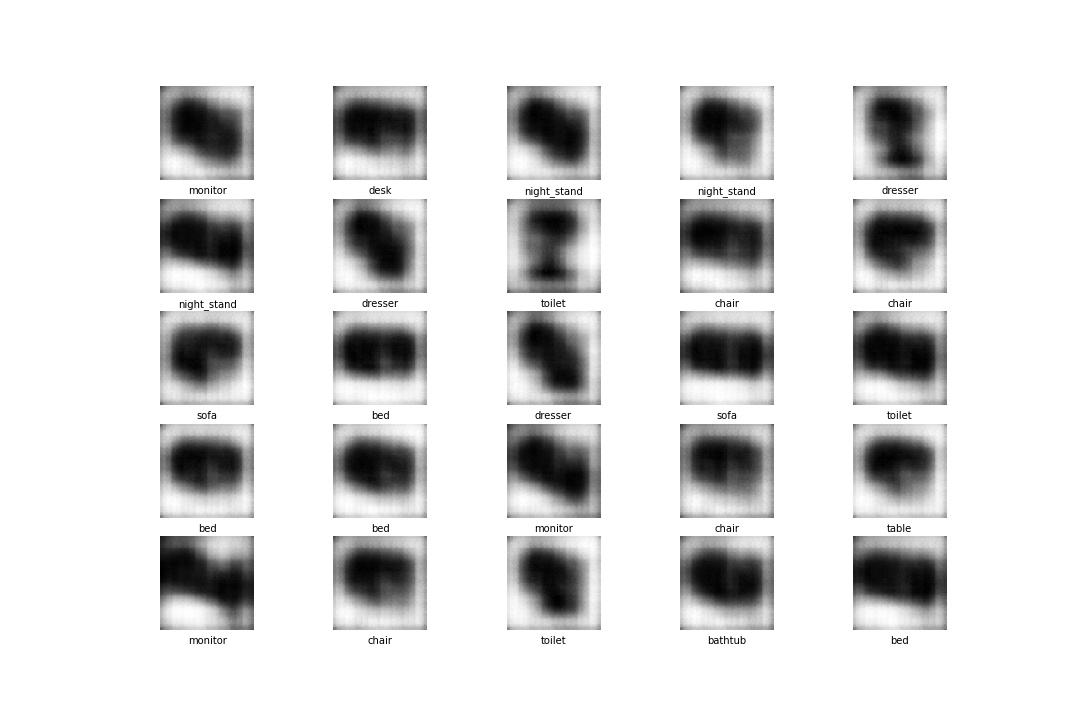 monitor desk night_stand night_stand dresser
night_stand dresser toilet chair chair
sofa bed dresser sofa toilet
bed bed monitor chair table
monitor chair toilet bathtub bed